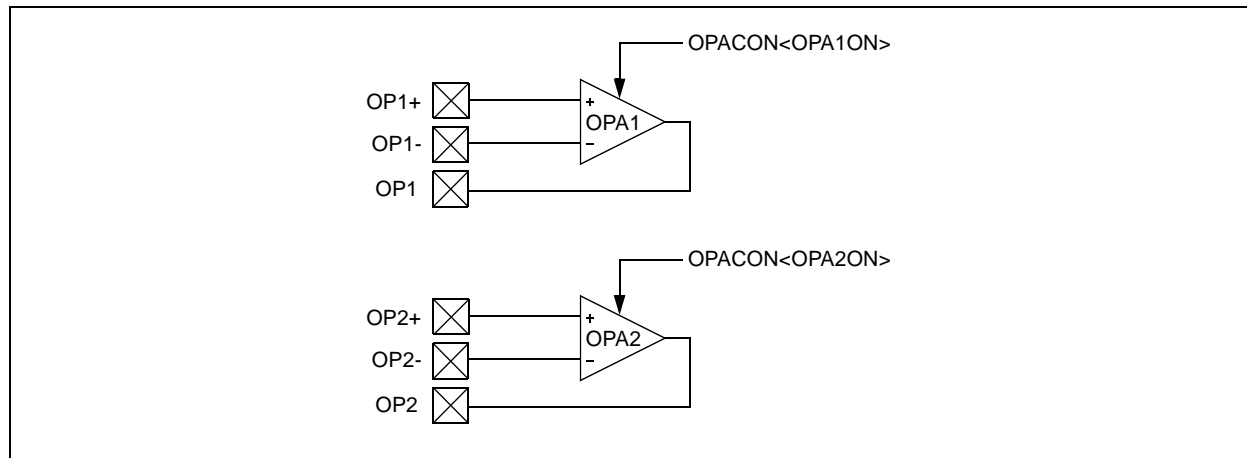 OPACON<OPA1ON>
OP1+
+
OPA1
OP1-
−
OP1
OPACON<OPA2ON>
OP2+
+
OPA2
OP2-
−
OP2